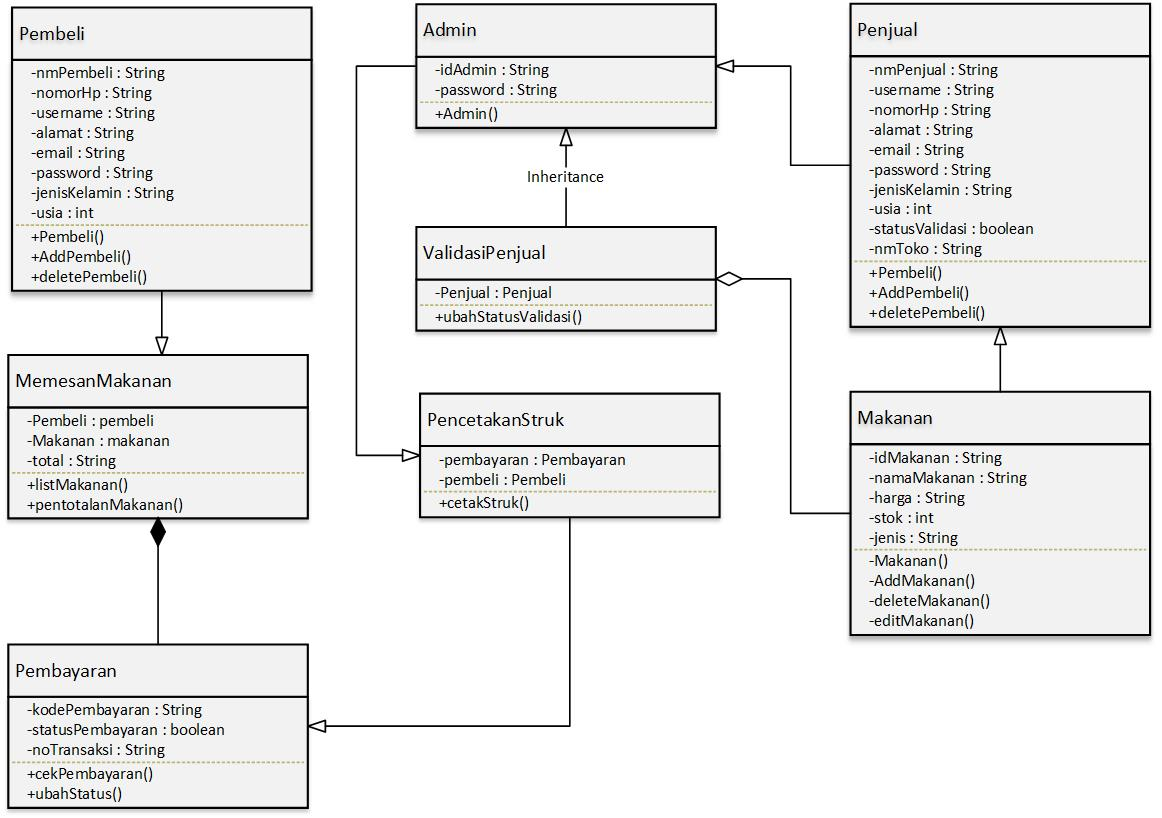 Pembeli
-nmPembeli : String
-nomorHp : String
-username : String
-alamat : String
-email : String
-password : String
-jenisKelamin : String
-usia : int
+Pembeli()
+AddPembeli()
+deletePembeli()
Admin
-idAdmin : String
-password : String
+Admin()
Penjual
-nmPenjual : String
-username : String
-nomorHp : String
-alamat : String
-email : String
-password : String
-jenisKelamin : String
-usia : int
-statusValidasi : boolean
-nmToko : String
+Pembeli()
+AddPembeli()
+deletePembeli()
Inheritance
ValidasiPenjual
-Penjual : Penjual
+ubahStatusValidasi()
MemesanMakanan
-Pembeli : pembeli
-Makanan : makanan
-total : String
+listMakanan()
+pentotalanMakanan()
PencetakanStruk
-pembayaran : Pembayaran
-pembeli : Pembeli
+cetakStruk()
Makanan
-idMakanan : String
-namaMakanan : String
-harga : String
-stok : int
-jenis : String
-Makanan()
-AddMakanan()
-deleteMakanan()
-editMakanan()
Pembayaran
-kodePembayaran : String
-statusPembayaran : boolean
-noTransaksi : String
+cekPembayaran()
+ubahStatus()